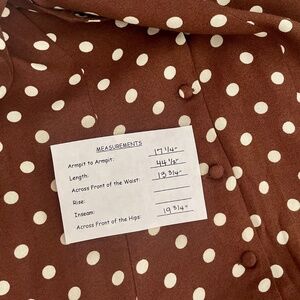 MEASUREMENTS
Armpit to Armpit: 17 1/4"
Length: 44 1/2"
Across Front of the Waist: 13 3/4"
Rise:
Inseam:
Across Front of the Hips: 19 3/4"